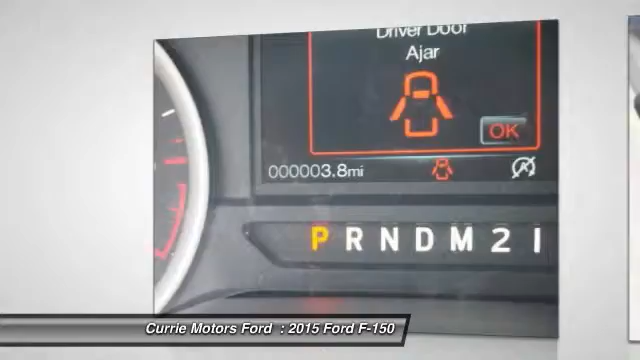 Driver Door
Ajar
OK
000003.8mi
P R N D M 2 1
Currie Motors Ford : 2015 Ford F-150